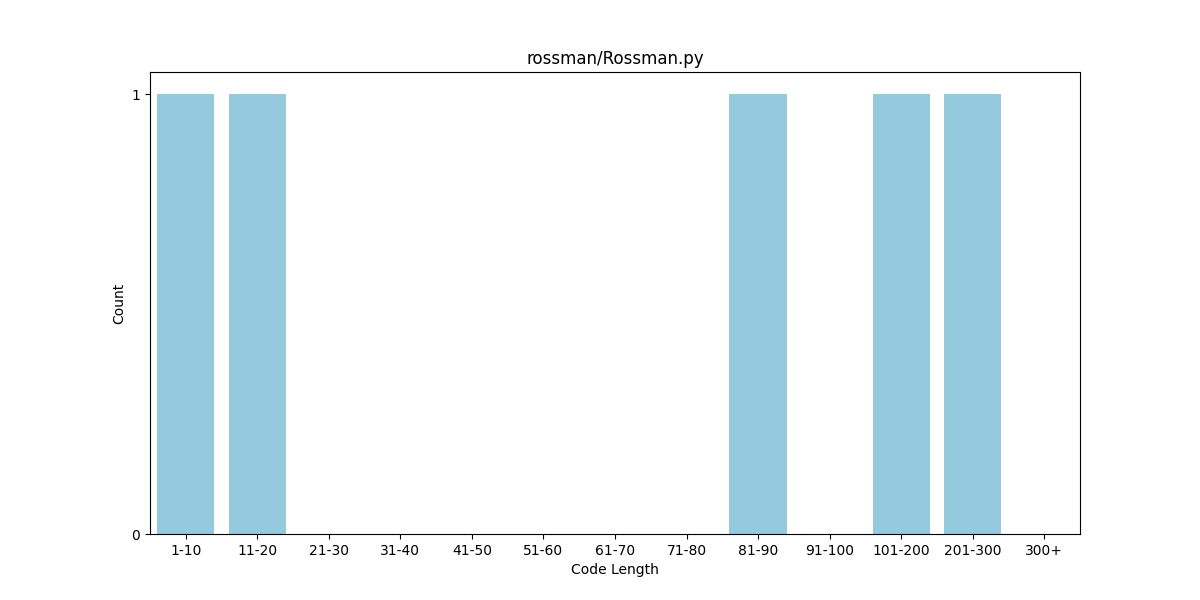 rossman/Rossman.py
1
Count
0
1-10 11-20 21-30 31-40 41-50 51-60 61-70 71-80 81-90 91-100 101-200 201-300 300+
Code Length